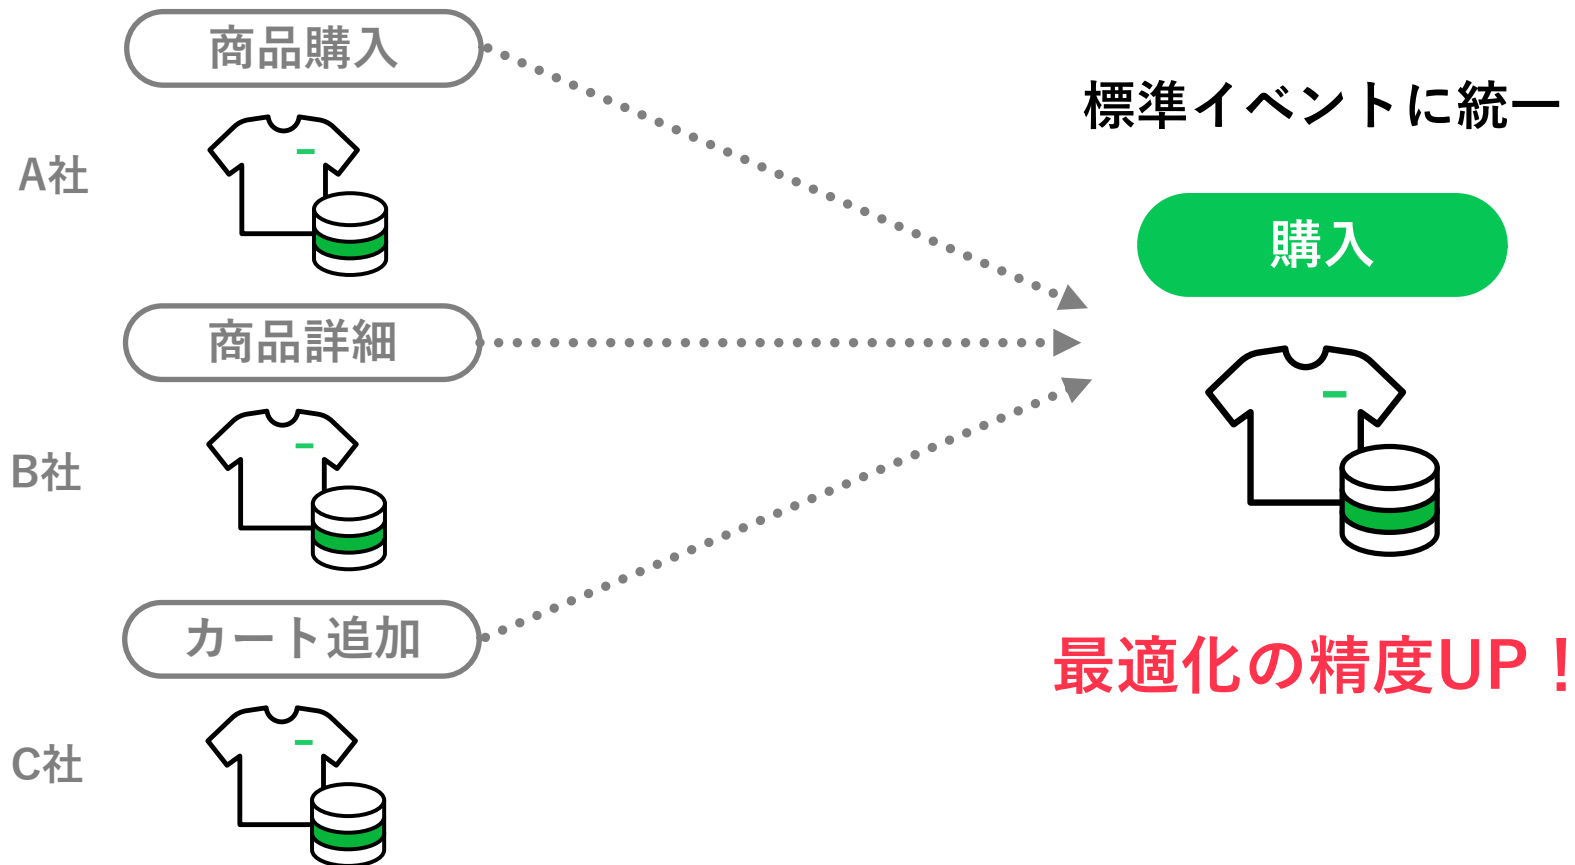 商品購入
A社
商品詳細
B社
カート追加
C社
標準イベントに統一
購入
最適化の精度UP！